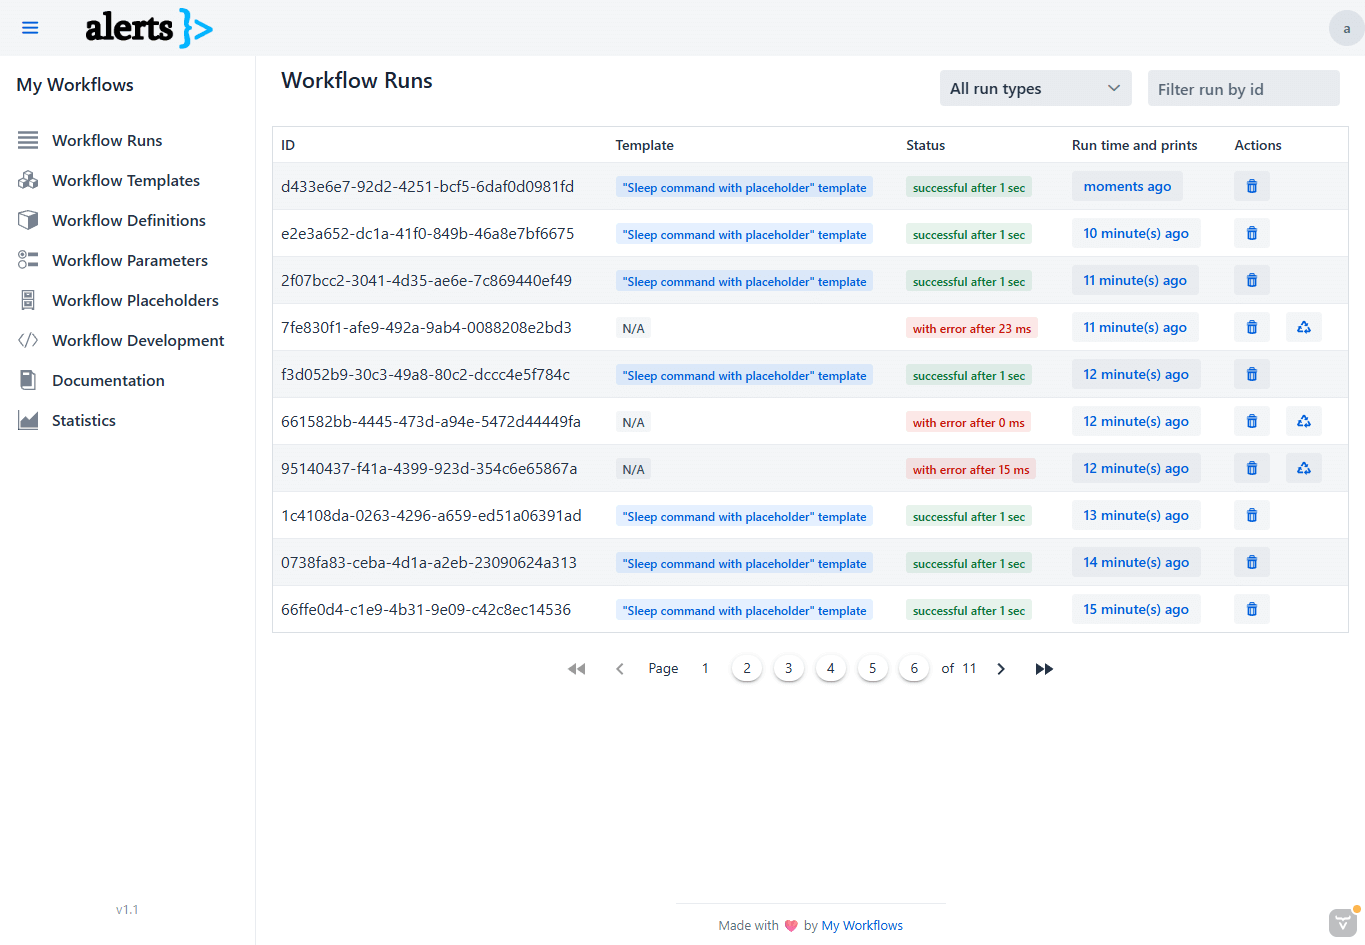 alerts }>
a
My Workflows
Workflow Runs
Workflow Templates
Workflow Definitions
Workflow Parameters
Workflow Placeholders
Workflow Development
Documentation
Statistics
v1.1
Workflow Runs
All run types
Filter run by id
ID Template Status Run time and prints Actions
d433e6e7-92d2-4251-bcf5-6daf0d0981fd "Sleep command with placeholder" template successful after 1 sec moments ago
e2e3a652-dc1a-41f0-849b-46a8e7bf6675 "Sleep command with placeholder" template successful after 1 sec 10 minute(s) ago
2f07bcc2-3041-4d35-ae6e-7c869440ef49 "Sleep command with placeholder" template successful after 1 sec 11 minute(s) ago
7fe830f1-afe9-492a-9ab4-0088208e2bd3 N/A with error after 23 ms 11 minute(s) ago
f3d052b9-30c3-49a8-80c2-dccc4e5f784c "Sleep command with placeholder" template successful after 1 sec 12 minute(s) ago
661582bb-4445-473d-a94e-5472d44449fa N/A with error after 0 ms 12 minute(s) ago
95140437-f41a-4399-923d-354c6e65867a N/A with error after 15 ms 12 minute(s) ago
1c4108da-0263-4296-a659-ed51a06391ad "Sleep command with placeholder" template successful after 1 sec 13 minute(s) ago
0738fa83-ceba-4d1a-a2eb-23090624a313 "Sleep command with placeholder" template successful after 1 sec 14 minute(s) ago
66ffe0d4-c1e9-4b31-9e09-c42c8ec14536 "Sleep command with placeholder" template successful after 1 sec 15 minute(s) ago
Page 1 2 3 4 5 6 of 11
Made with by My Workflows